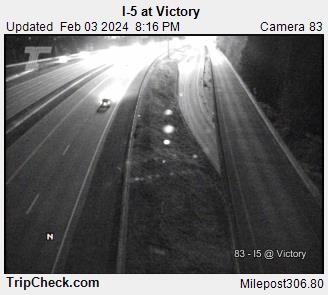 I-5 at Victory
Updated  Feb 03 2024  8:16 PM
Camera 83
T
N
83 - I5 @ Victory
TripCheck.com
Milepost306.80